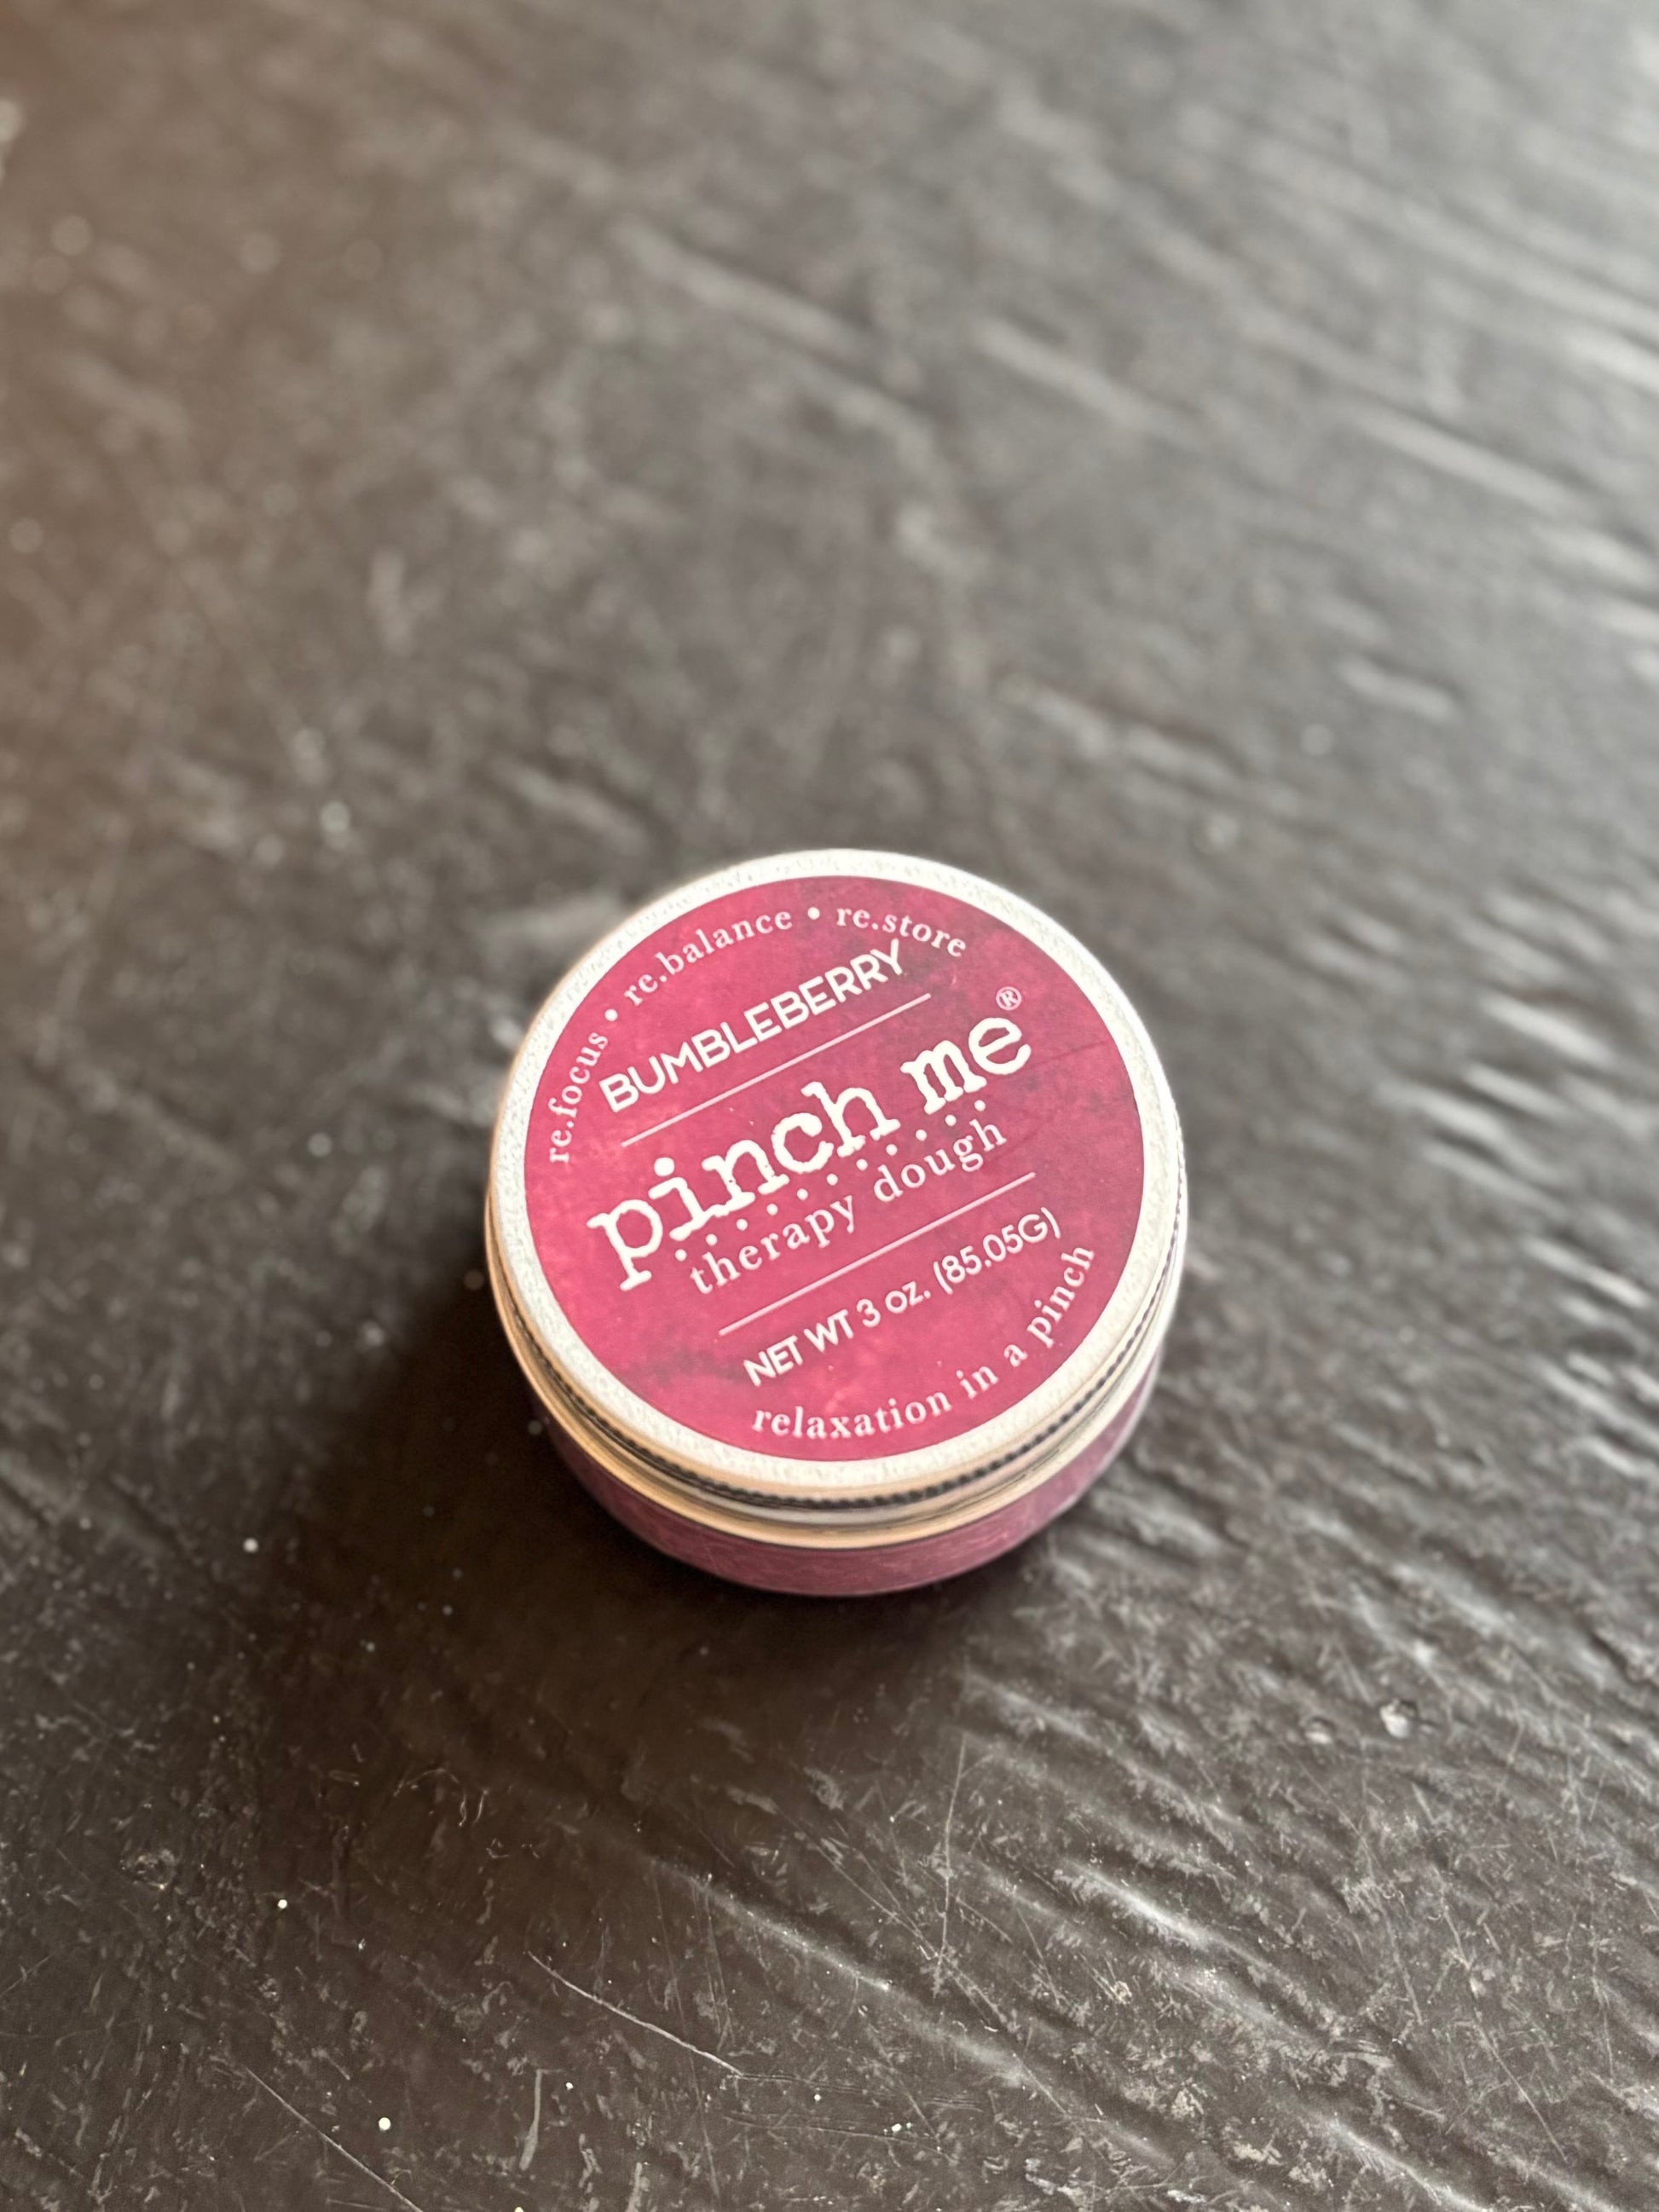 re.focus • re.balance • re.store
BUMBLEBERRY
pinch me®
therapy dough
NET WT 3 oz. (85.05G)
relaxation in a pinch